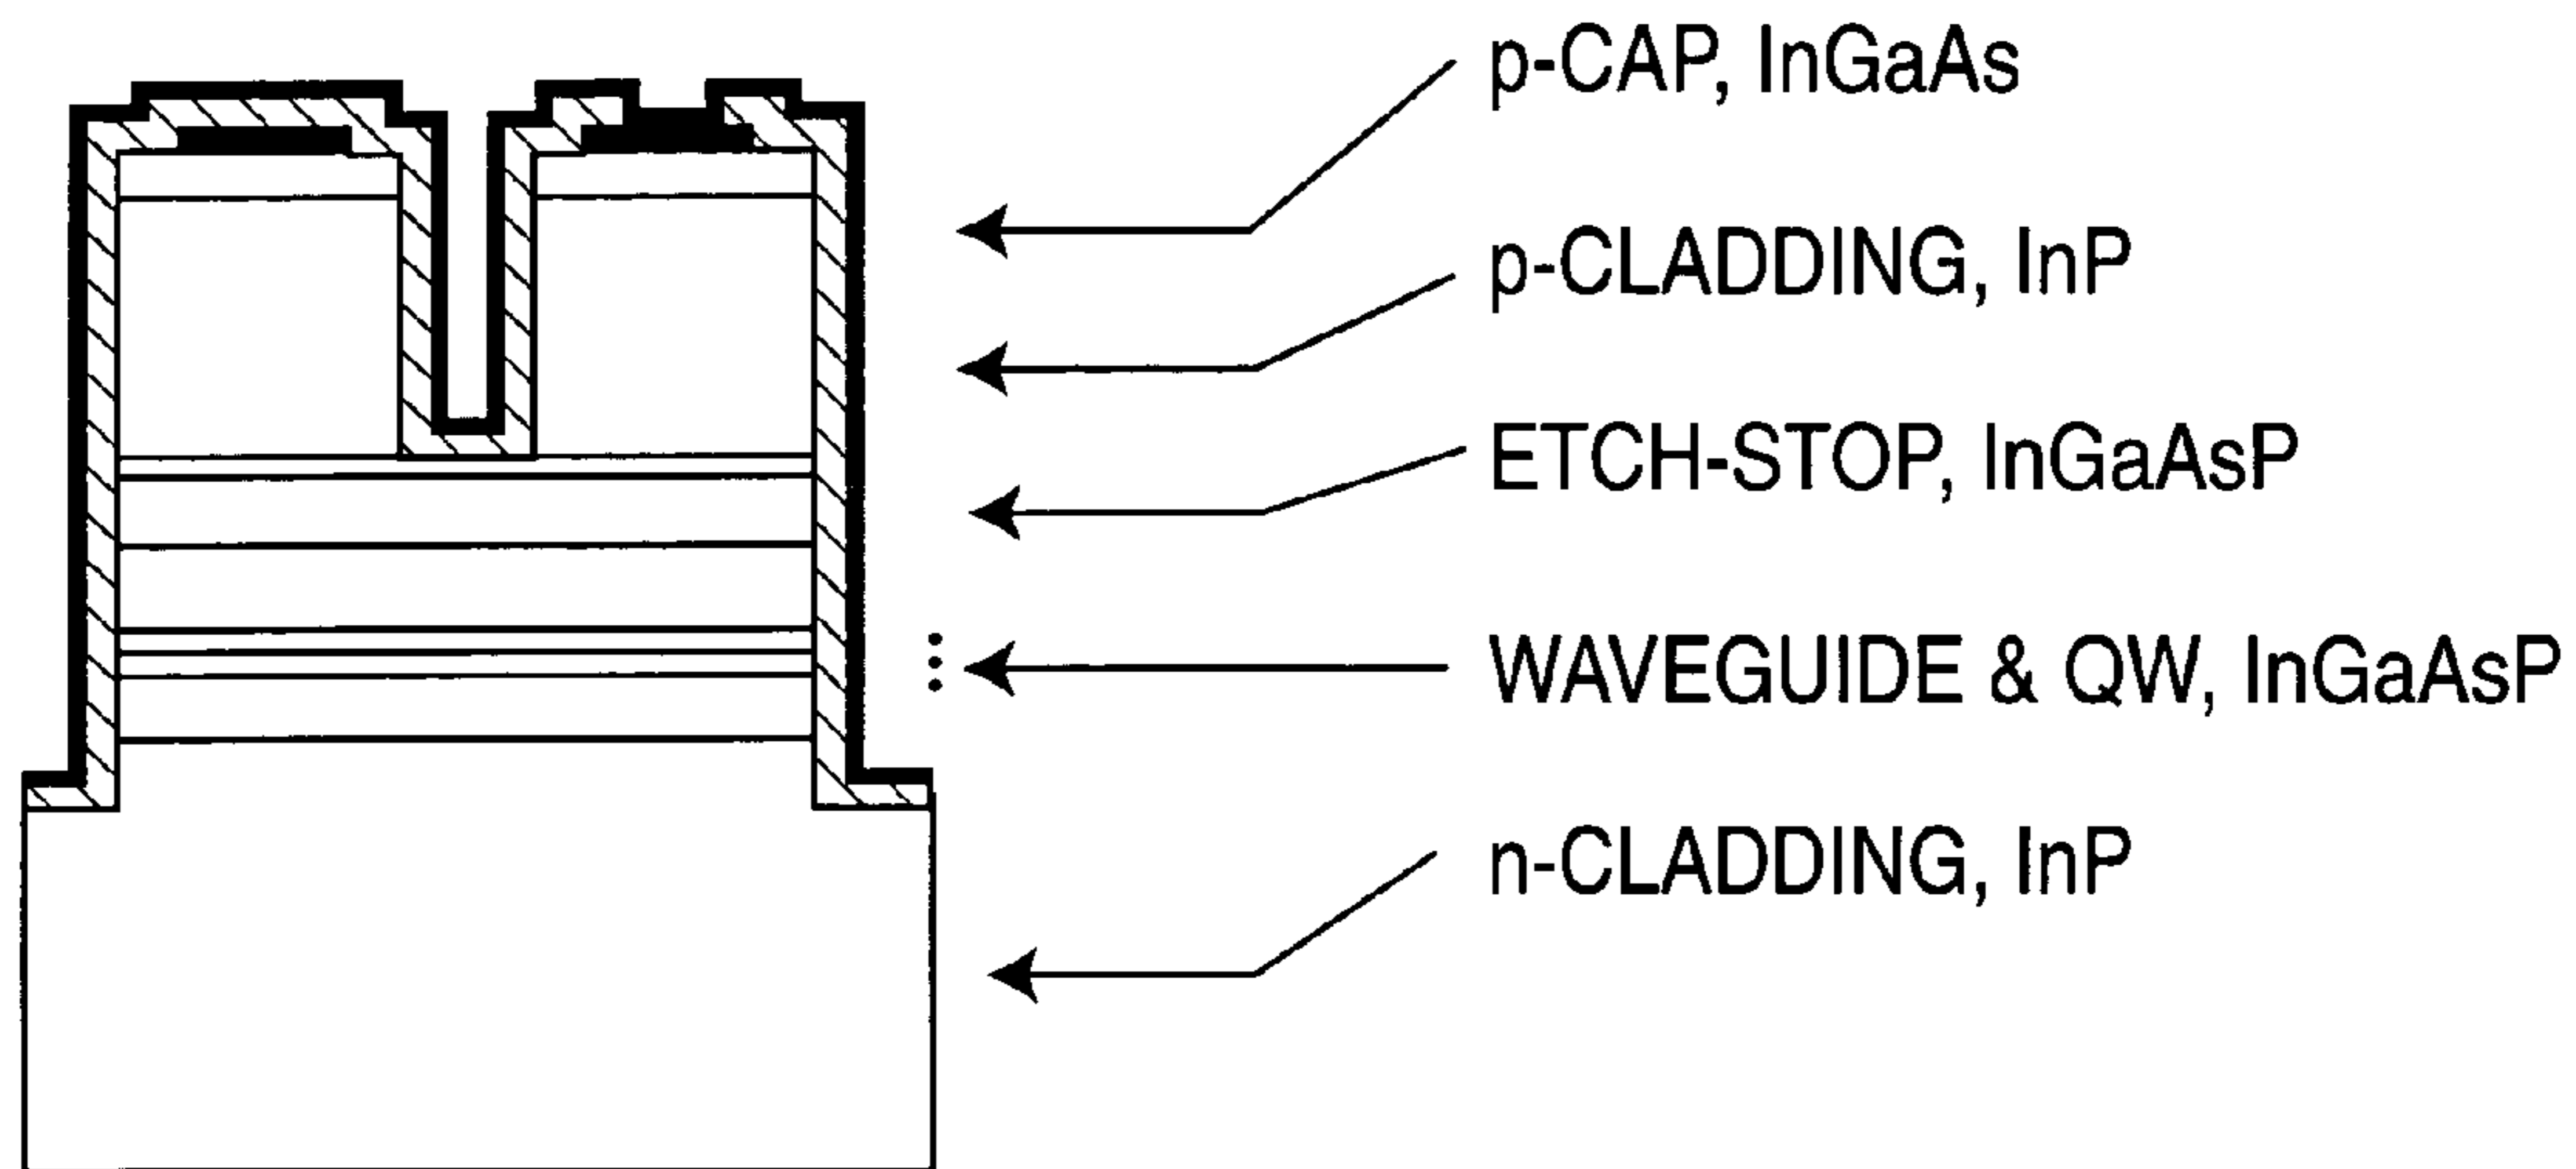 p-CAP, InGaAs
p-CLADDING, InP
ETCH-STOP, InGaAsP
WAVEGUIDE & QW, InGaAsP
n-CLADDING, InP